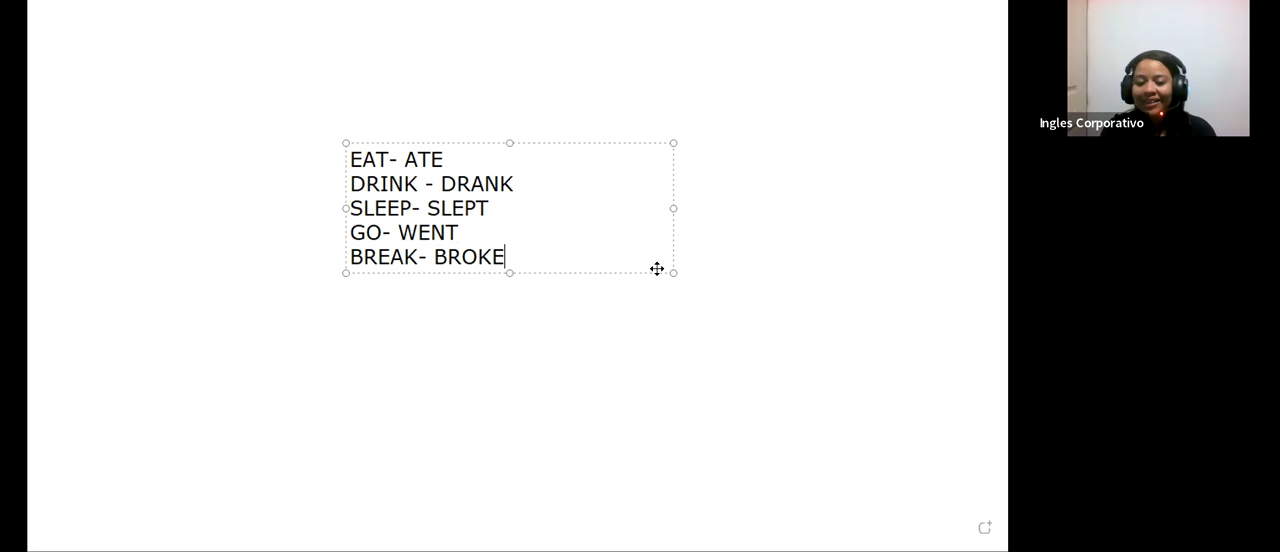 EAT- ATE
DRINK - DRANK
SLEEP- SLEPT
GO- WENT
BREAK- BROKE
Ingles Corporativo